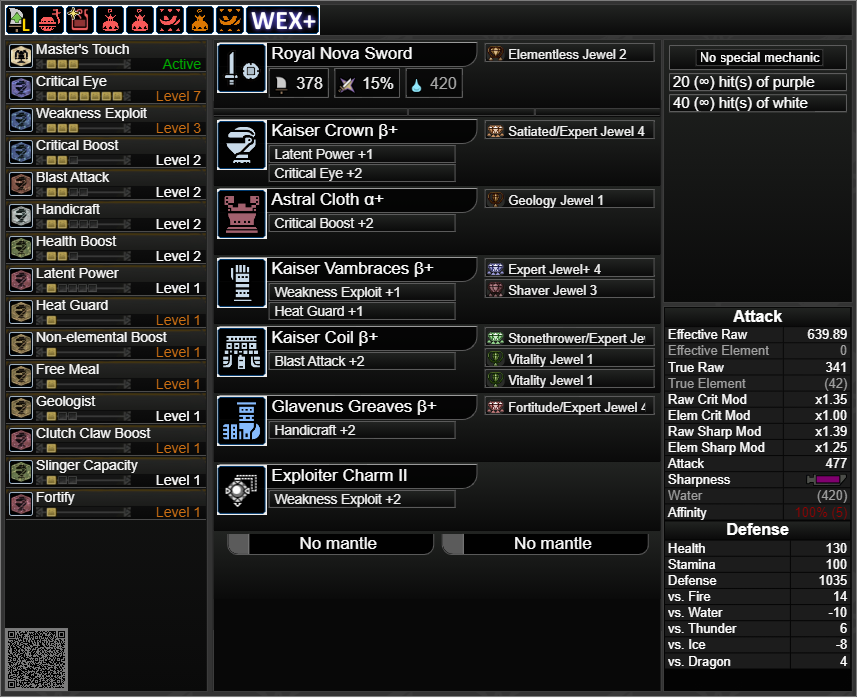 L
WEX+
Master's Touch
Active
Critical Eye
Level 7
Weakness Exploit
Level 3
Critical Boost
Level 2
Blast Attack
Level 2
Handicraft
Level 2
Health Boost
Level 2
Latent Power
Level 1
Heat Guard
Level 1
Non-elemental Boost
Level 1
Free Meal
Level 1
Geologist
Level 1
Clutch Claw Boost
Level 1
Slinger Capacity
Level 1
Fortify
Level 1
Royal Nova Sword
378 15% 420
Elementless Jewel 2
Kaiser Crown β+
Latent Power +1
Critical Eye +2
Satiated/Expert Jewel 4
Astral Cloth α+
Critical Boost +2
Geology Jewel 1
Kaiser Vambraces β+
Weakness Exploit +1
Heat Guard +1
Expert Jewel+ 4
Shaver Jewel 3
Kaiser Coil β+
Blast Attack +2
Stonethrower/Expert Je
Vitality Jewel 1
Vitality Jewel 1
Glavenus Greaves β+
Handicraft +2
Fortitude/Expert Jewel 4
Exploiter Charm II
Weakness Exploit +2
No mantle
No mantle
No special mechanic
20 (∞) hit(s) of purple
40 (∞) hit(s) of white
Attack
Effective Raw 639.89
Effective Element 0
True Raw 341
True Element (42)
Raw Crit Mod x1.35
Elem Crit Mod x1.00
Raw Sharp Mod x1.39
Elem Sharp Mod x1.25
Attack 477
Sharpness
Water (420)
Affinity 100% (5)
Defense
Health 130
Stamina 100
Defense 1035
vs. Fire 14
vs. Water -10
vs. Thunder 6
vs. Ice -8
vs. Dragon 4